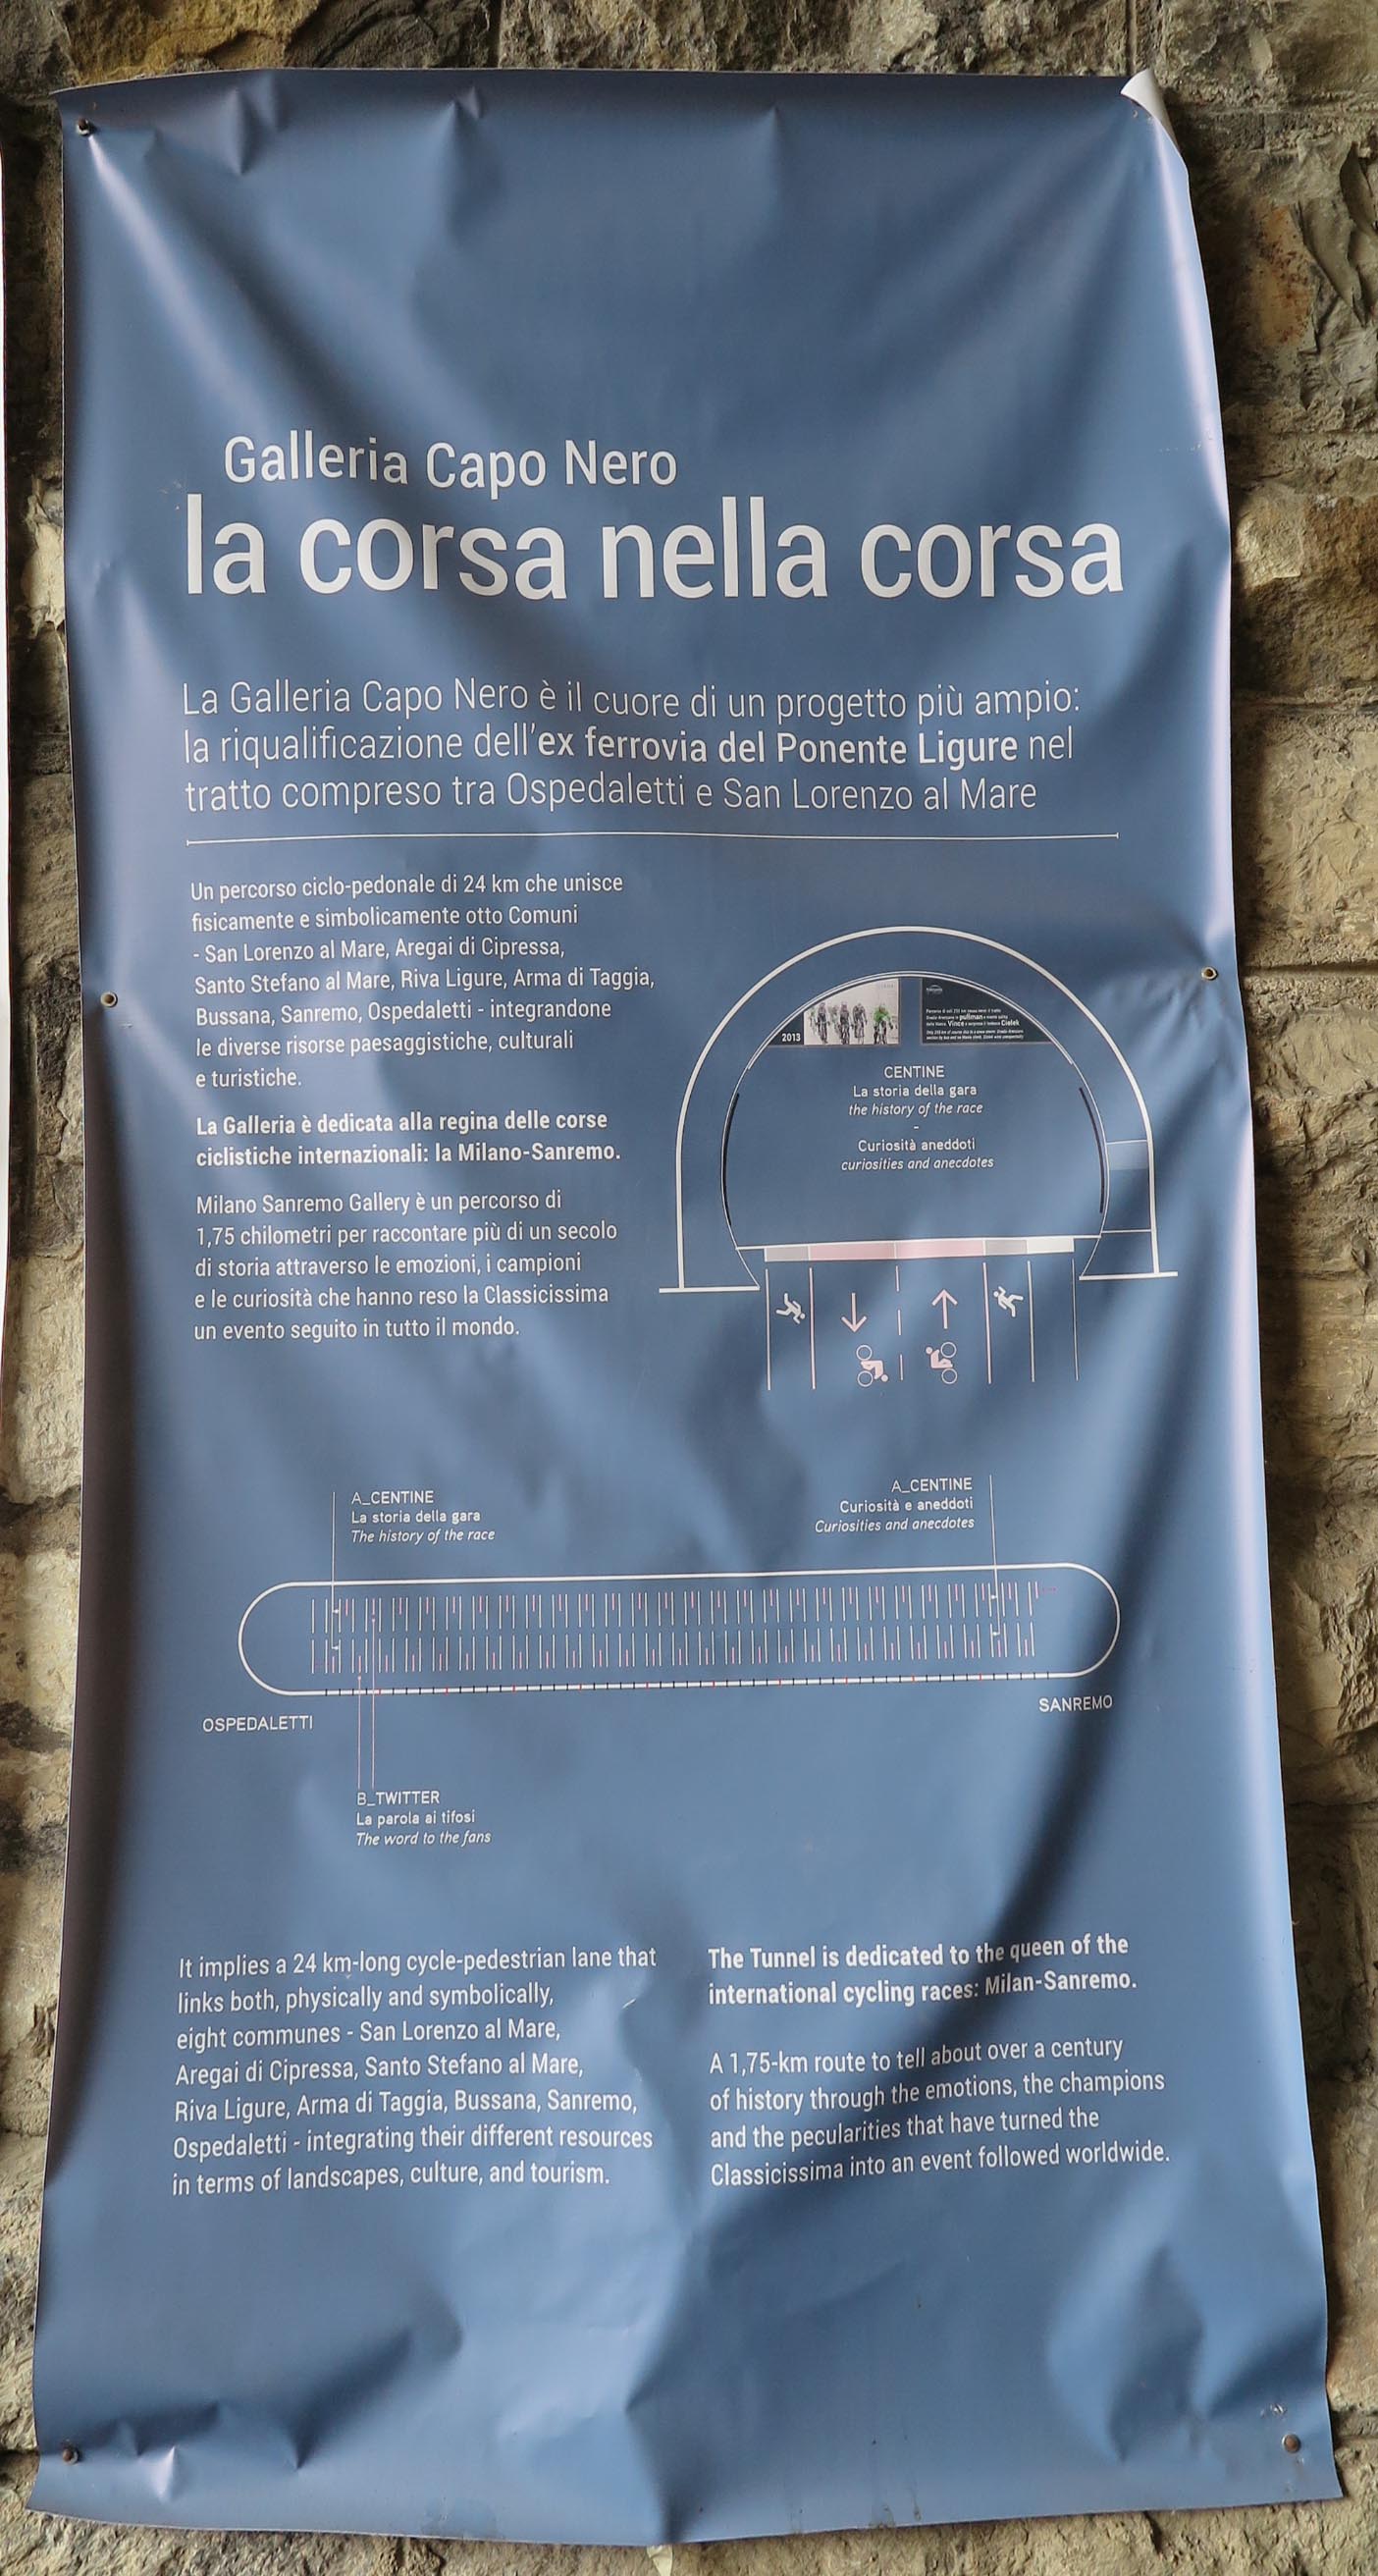 Galleria Capo Nero
la corsa nella corsa
La Galleria Capo Nero è il cuore di un progetto più ampio:
la riqualificazione dell'ex ferrovia del Ponente Ligure nel
tratto compreso tra Ospedaletti e San Lorenzo al Mare
Un percorso ciclo-pedonale di 24 km che unisce
fisicamente e simbolicamente otto Comuni
- San Lorenzo al Mare, Aregai di Cipressa,
Santo Stefano al Mare, Riva Ligure, Arma di Taggia,
Bussana, Sanremo, Ospedaletti - integrandone
le diverse risorse paesaggistiche, culturali
e turistiche.
La Galleria è dedicata alla regina delle corse
ciclistiche internazionali: la Milano-Sanremo.
Milano Sanremo Gallery è un percorso di
1,75 chilometri per raccontare più di un secolo
di storia attraverso le emozioni, i campioni
e le curiosità che hanno reso la Classicissima
un evento seguito in tutto il mondo.
2013
pullman
Vince
Ciolek
CENTINE
La storia della gara
the history of the race
-
Curiosità aneddoti
curiosities and anecdotes
A_CENTINE
La storia della gara
The history of the race
A_CENTINE
Curiosità e aneddoti
Curiosities and anecdotes
OSPEDALETTI
SANREMO
B_TWITTER
La parola ai tifosi
The word to the fans
It implies a 24 km-long cycle-pedestrian lane that
links both, physically and symbolically,
eight communes - San Lorenzo al Mare,
Aregai di Cipressa, Santo Stefano al Mare,
Riva Ligure, Arma di Taggia, Bussana, Sanremo,
Ospedaletti - integrating their different resources
in terms of landscapes, culture, and tourism.
The Tunnel is dedicated to the queen of the
international cycling races: Milan-Sanremo.
A 1,75-km route to tell about over a century
of history through the emotions, the champions
and the pecularities that have turned the
Classicissima into an event followed worldwide.